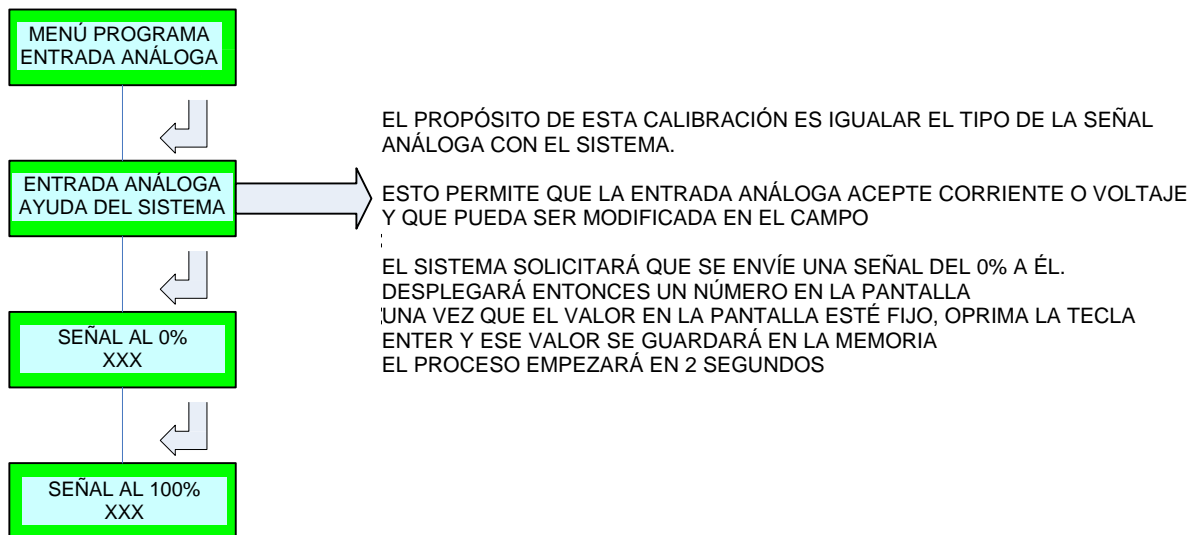 MENÚ PROGRAMA
ENTRADA ANÁLOGA
EL PROPÓSITO DE ESTA CALIBRACIÓN ES IGUALAR EL TIPO DE LA SEÑAL
ANÁLOGA CON EL SISTEMA.
ENTRADA ANÁLOGA
AYUDA DEL SISTEMA
ESTO PERMITE QUE LA ENTRADA ANÁLOGA ACEPTE CORRIENTE O VOLTAJE
Y QUE PUEDA SER MODIFICADA EN EL CAMPO
EL SISTEMA SOLICITARÁ QUE SE ENVÍE UNA SEÑAL DEL 0% A ÉL.
DESPLEGARÁ ENTONCES UN NÚMERO EN LA PANTALLA
UNA VEZ QUE EL VALOR EN LA PANTALLA ESTÉ FIJO, OPRIMA LA TECLA
ENTER Y ESE VALOR SE GUARDARÁ EN LA MEMORIA
EL PROCESO EMPEZARÁ EN 2 SEGUNDOS
SEÑAL AL 0%
XXX
SEÑAL AL 100%
XXX